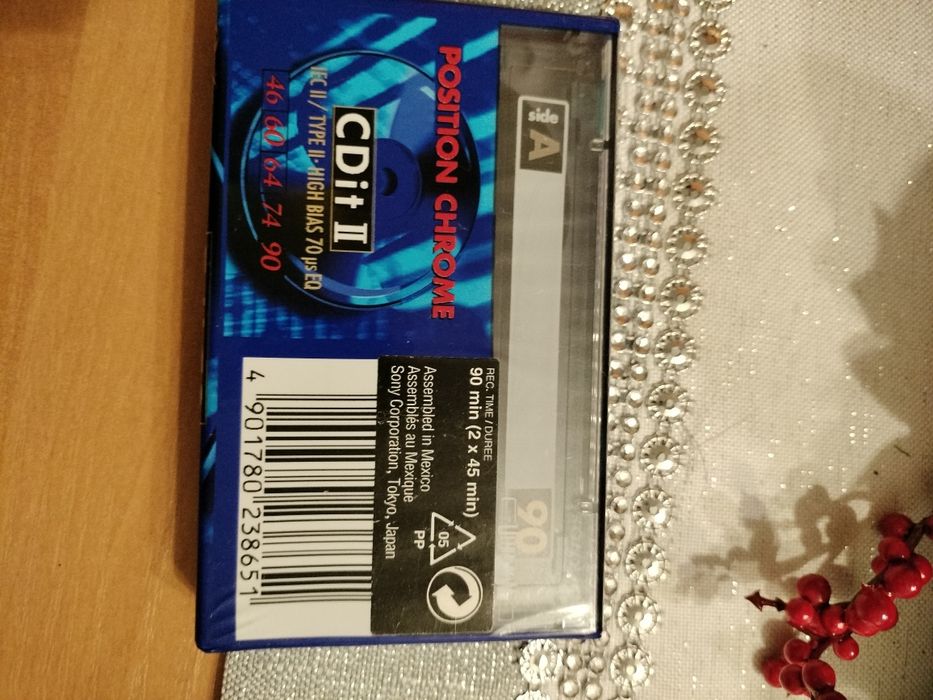 side
A
POSITION CHROME
CDit II
IEC II / TYPE II · HIGH BIAS 70 µs EQ
46 60 64 74 90
90
REC. TIME / DUREE
90 min (2 x 45 min)
Assembled in Mexico
Assemblés au Mexique
Sony Corporation, Tokyo, Japan
05
PP
4 901780 238651